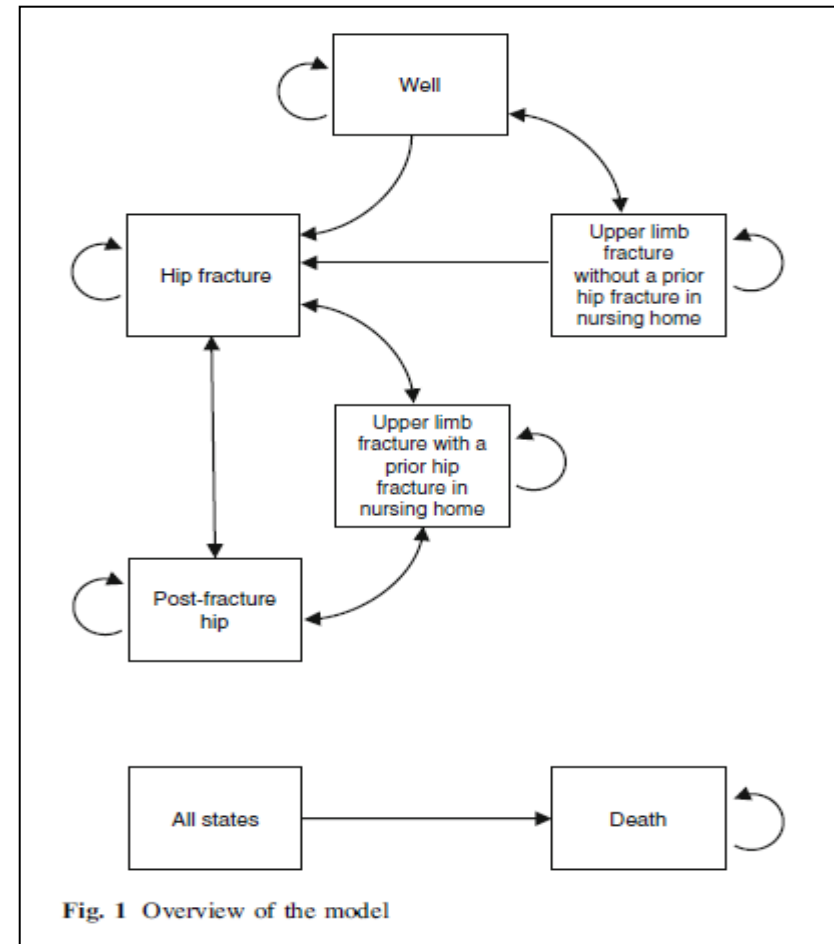 Well
Upper limb
fracture
without a prior
hip fracture in
nursing home
Hip fracture
Upper limb
fracture with a
prior hip
fracture in
nursing home
Post-fracture
hip
All states
Death
Fig. 1 Overview of the model